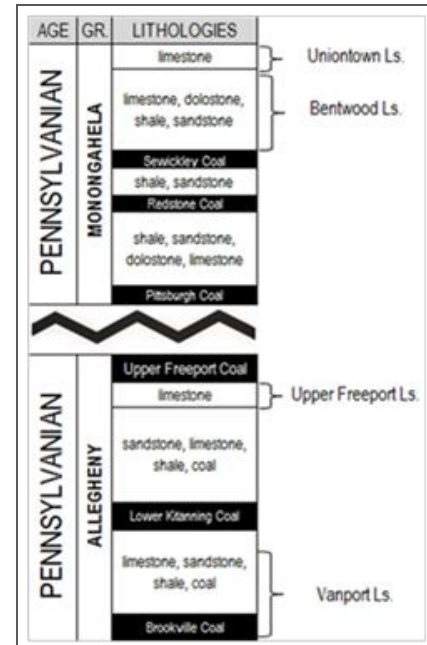 AGE GR. LITHOLOGIES
limestone
Uniontown Ls.
limestone, dolostone,
shale, sandstone
Bentwood Ls.
Sewickley Coal
shale, sandstone
Redstone Coal
shale, sandstone,
dolostone, limestone
Pittsburgh Coal
PENNSYLVANIAN
MONONGAHELA
Upper Freeport Coal
limestone
Upper Freeport Ls.
sandstone, limestone,
shale, coal
Lower Kitanning Coal
limestone, sandstone,
shale, coal
Vanport Ls.
Brookville Coal
PENNSYLVANIAN
ALLEGHENY